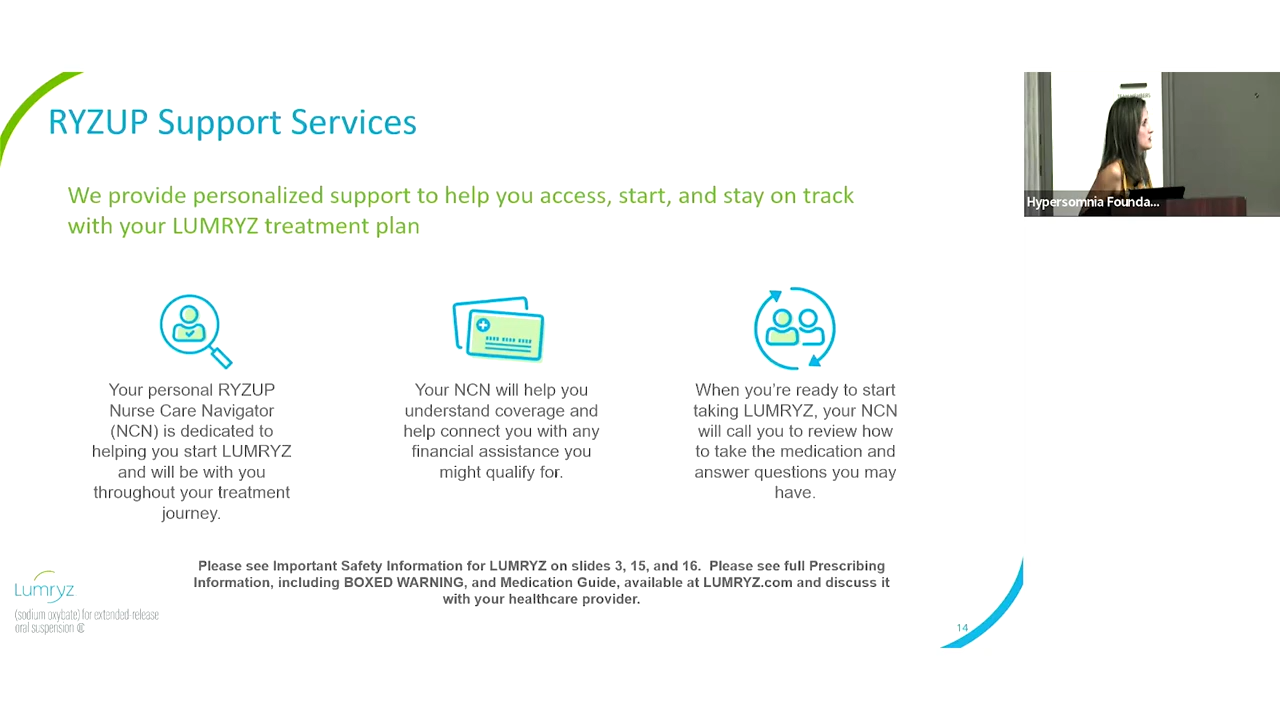 RYZUP Support Services
We provide personalized support to help you access, start, and stay on track
with your LUMRYZ treatment plan
Your personal RYZUP
Nurse Care Navigator
(NCN) is dedicated to
helping you start LUMRYZ
and will be with you
throughout your treatment
journey.
Your NCN will help you
understand coverage and
help connect you with any
financial assistance you
might qualify for.
When you’re ready to start
taking LUMRYZ, your NCN
will call you to review how
to take the medication and
answer questions you may
have.
Please see Important Safety Information for LUMRYZ on slides 3, 15, and 16. Please see full Prescribing
Information, including BOXED WARNING, and Medication Guide, available at LUMRYZ.com and discuss it
with your healthcare provider.
Lumryz
(sodium oxybate) for extended-release
oral suspension
14
Hypersomnia Founda...